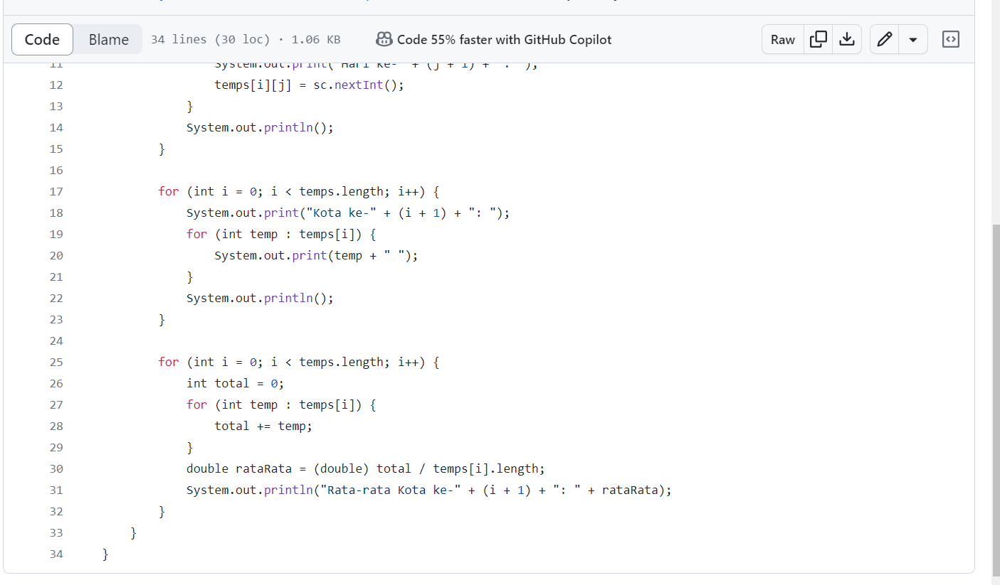 Code Blame 34 lines (30 loc) · 1.06 KB Code 55% faster with GitHub Copilot Raw
11 System.out.print("Hari ke-" + (j + 1) + ": ");
12 temps[i][j] = sc.nextInt();
13 }
14 System.out.println();
15 }
16
17 for (int i = 0; i < temps.length; i++) {
18 System.out.print("Kota ke-" + (i + 1) + ": ");
19 for (int temp : temps[i]) {
20 System.out.print(temp + " ");
21 }
22 System.out.println();
23 }
24
25 for (int i = 0; i < temps.length; i++) {
26 int total = 0;
27 for (int temp : temps[i]) {
28 total += temp;
29 }
30 double rataRata = (double) total / temps[i].length;
31 System.out.println("Rata-rata Kota ke-" + (i + 1) + ": " + rataRata);
32 }
33 }
34 }